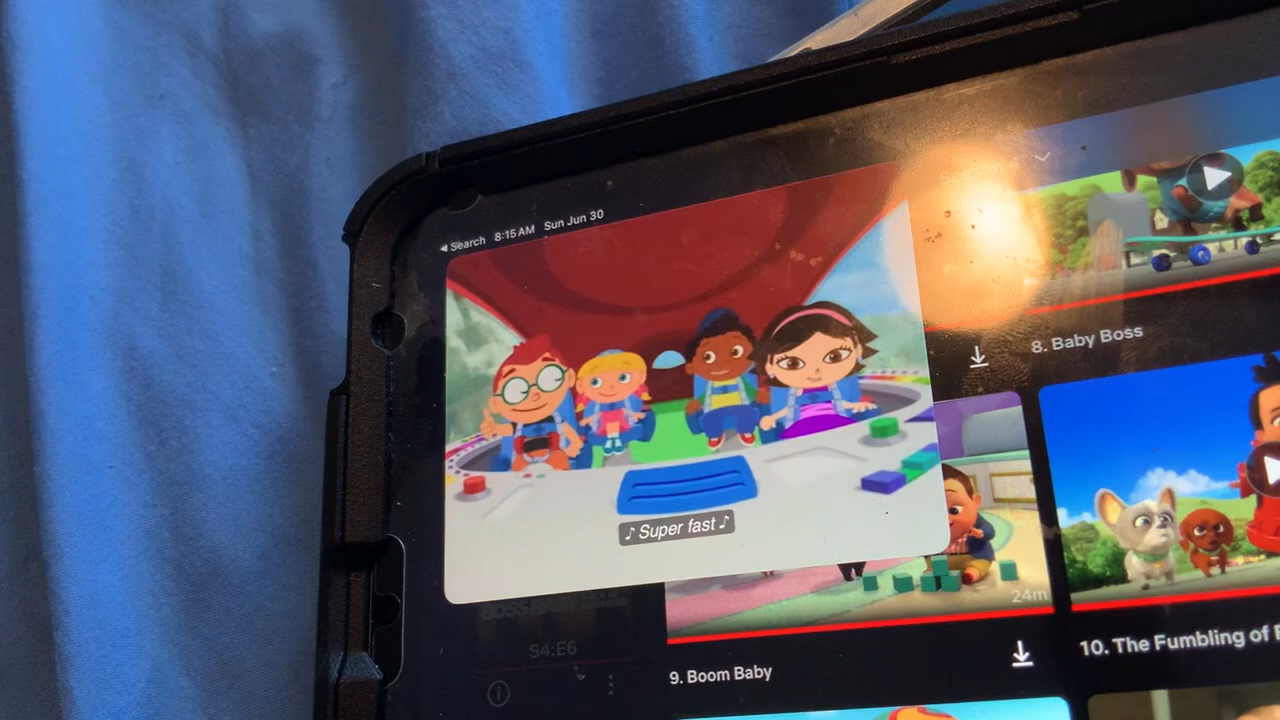 ◀ Search 8:15 AM Sun Jun 30
8. Baby Boss
♪ Super fast ♪
24m
S4:E6
9. Boom Baby
10. The Fumbling of